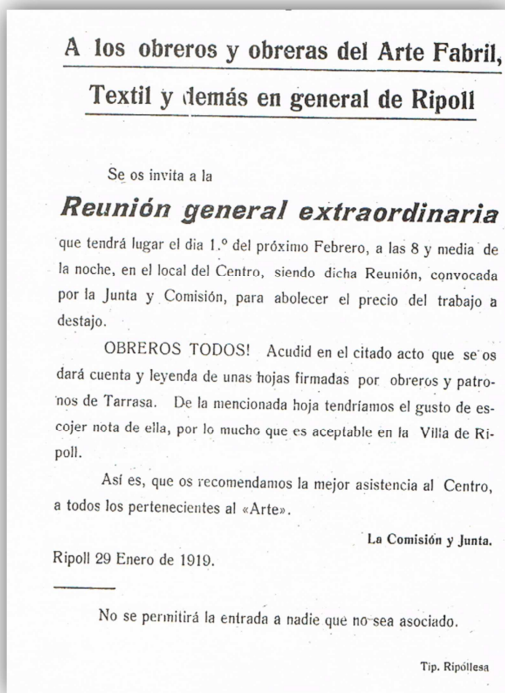 A los obreros y obreras del Arte Fabril,
Textil y demás en general de Ripoll
Se os invita a la
Reunión general extraordinaria
que tendrá lugar el dia 1.º del próximo Febrero, a las 8 y media de
la noche, en el local del Centro, siendo dicha Reunión, convocada
por la Junta y Comisión, para abolecer el precio del trabajo a
destajo.
OBREROS TODOS! Acudid en el citado acto que se os
dará cuenta y leyenda de unas hojas firmadas por obreros y patro-
nos de Tarrasa. De la mencionada hoja tendríamos el gusto de es-
cojer nota de ella, por lo mucho que es aceptable en la Villa de Ri-
poll.
Así es, que os recomendamos la mejor asistencia al Centro,
a todos los pertenecientes al «Arte».
La Comisión y Junta.
Ripoll 29 Enero de 1919.
No se permitirá la entrada a nadie que no sea asociado.
Tip. Ripollesa